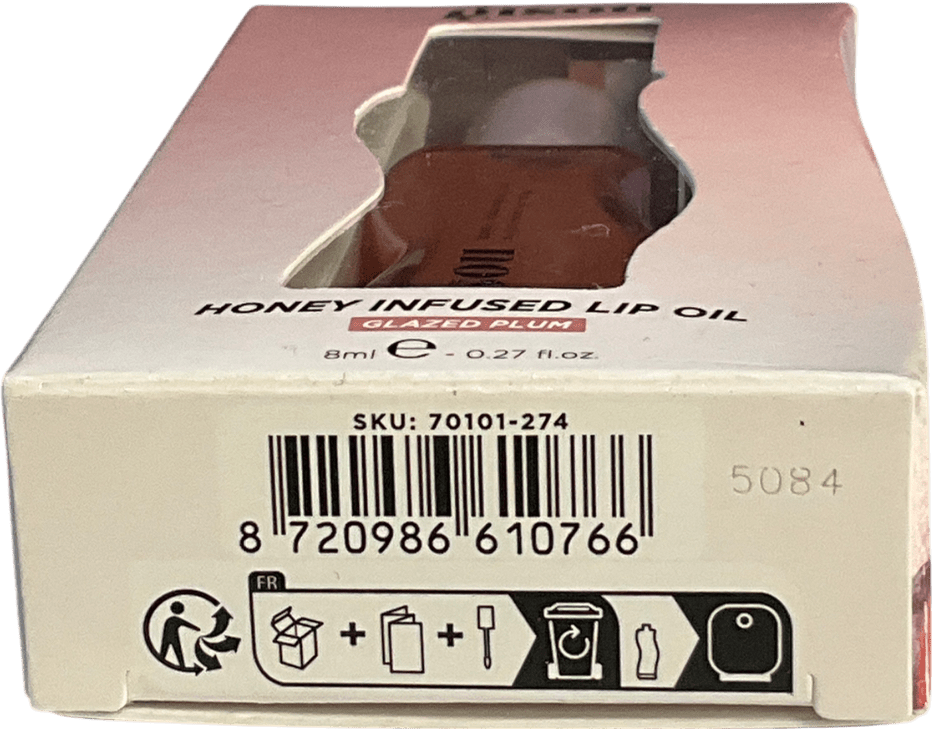 HONEY INFUSED LIP OIL
GLAZED PLUM
8ml e - 0.27 fl.oz.
SKU: 70101-274
5084
8 720986 610766
FR